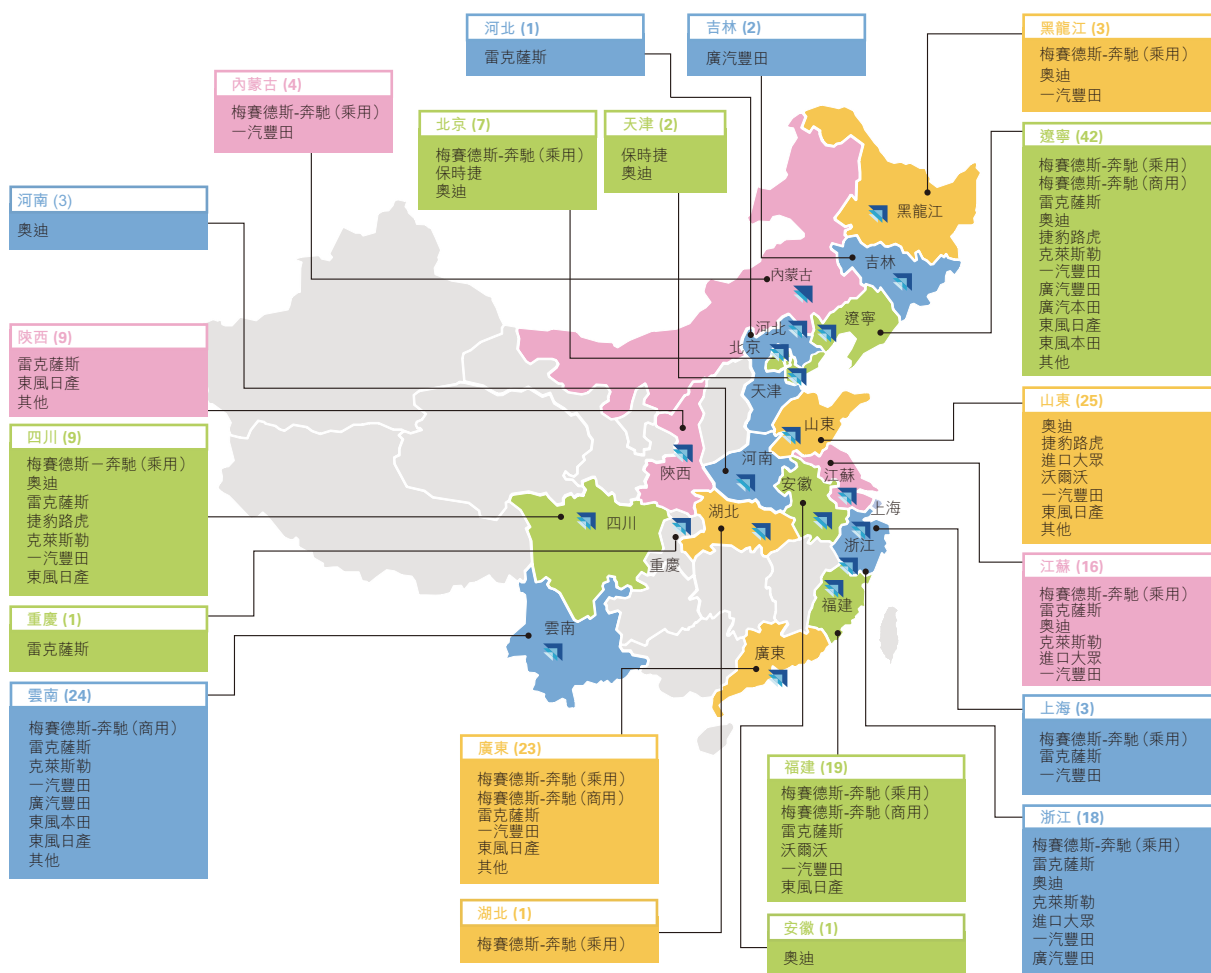 河北 (1)
雷克薩斯
吉林 (2)
廣汽豐田
黑龍江 (3)
梅賽德斯-奔馳（乘用）
奧迪
一汽豐田
內蒙古 (4)
梅賽德斯-奔馳（乘用）
一汽豐田
北京 (7)
梅賽德斯-奔馳（乘用）
保時捷
奧迪
天津 (2)
保時捷
奧迪
遼寧 (42)
梅賽德斯-奔馳（乘用）
梅賽德斯-奔馳（商用）
雷克薩斯
奧迪
捷豹路虎
克萊斯勒
一汽豐田
廣汽豐田
廣汽本田
東風日產
東風本田
其他
河南 (3)
奧迪
陝西 (9)
雷克薩斯
東風日產
其他
四川 (9)
梅賽德斯－奔馳（乘用）
奧迪
雷克薩斯
捷豹路虎
克萊斯勒
一汽豐田
東風日產
重慶 (1)
雷克薩斯
雲南 (24)
梅賽德斯-奔馳（商用）
雷克薩斯
克萊斯勒
一汽豐田
廣汽豐田
東風本田
東風日產
其他
黑龍江
吉林
內蒙古
遼寧
河北
北京
天津
山東
河南
陝西
江蘇
安徽
上海
湖北
四川
浙江
重慶
福建
雲南
廣東
山東 (25)
奧迪
捷豹路虎
進口大眾
沃爾沃
一汽豐田
東風日產
其他
江蘇 (16)
梅賽德斯-奔馳（乘用）
雷克薩斯
奧迪
克萊斯勒
進口大眾
一汽豐田
上海 (3)
梅賽德斯-奔馳（乘用）
雷克薩斯
一汽豐田
廣東 (23)
梅賽德斯-奔馳（乘用）
梅賽德斯-奔馳（商用）
雷克薩斯
一汽豐田
東風日產
其他
福建 (19)
梅賽德斯-奔馳（乘用）
梅賽德斯-奔馳（商用）
雷克薩斯
沃爾沃
一汽豐田
東風日產
浙江 (18)
梅賽德斯-奔馳（乘用）
雷克薩斯
奧迪
克萊斯勒
進口大眾
一汽豐田
廣汽豐田
湖北 (1)
梅賽德斯-奔馳（乘用）
安徽 (1)
奧迪